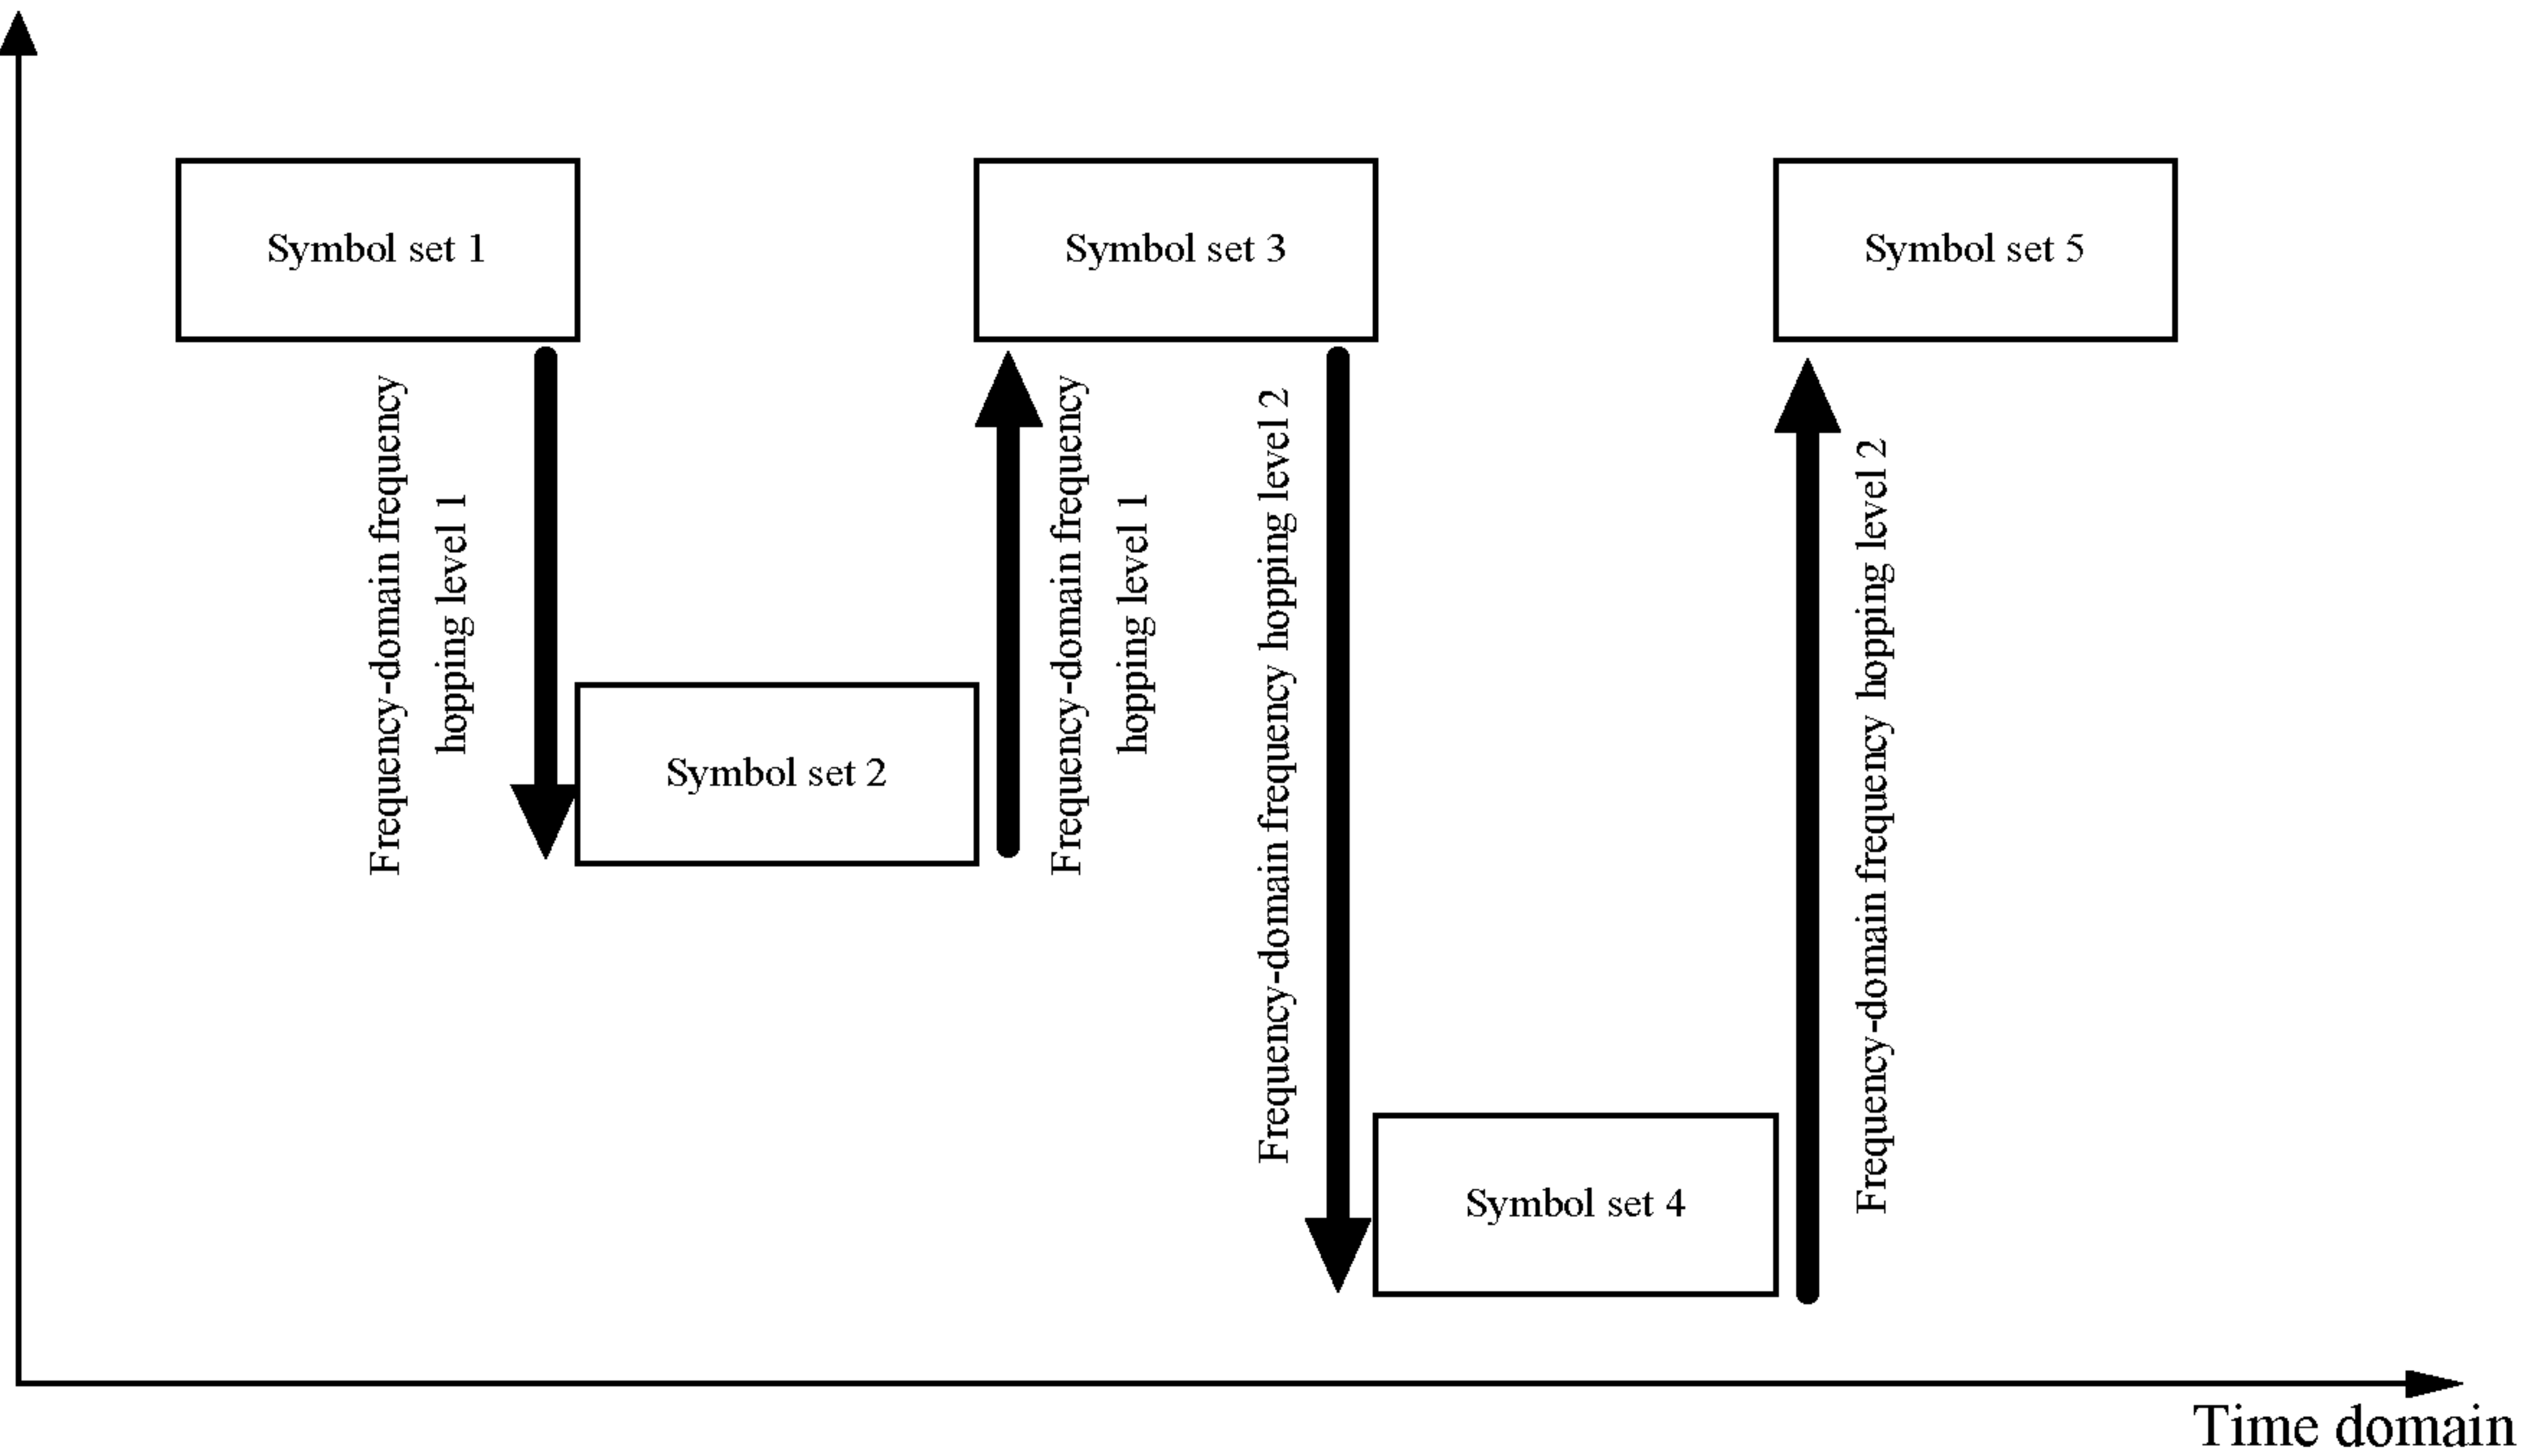 Symbol set 1
Symbol set 3
Symbol set 5
Frequency-domain frequency
hopping level 1
Frequency-domain frequency
hopping level 1
Frequency-domain frequency hopping level 2
Frequency-domain frequency hopping level 2
Symbol set 2
Symbol set 4
Time domain